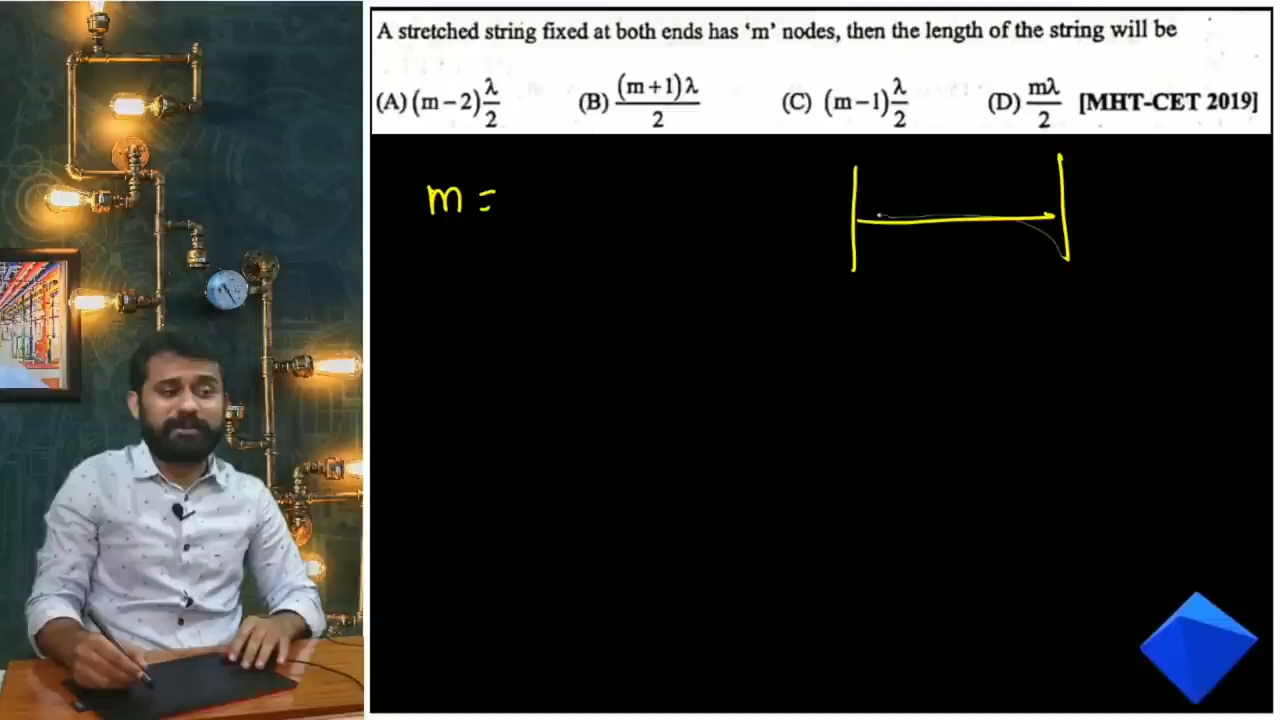 A stretched string fixed at both ends has ‘m’ nodes, then the length of the string will be
(A) (m−2)λ/2 (B) (m+1)λ/2 (C) (m−1)λ/2 (D) mλ/2 [MHT-CET 2019]
m =